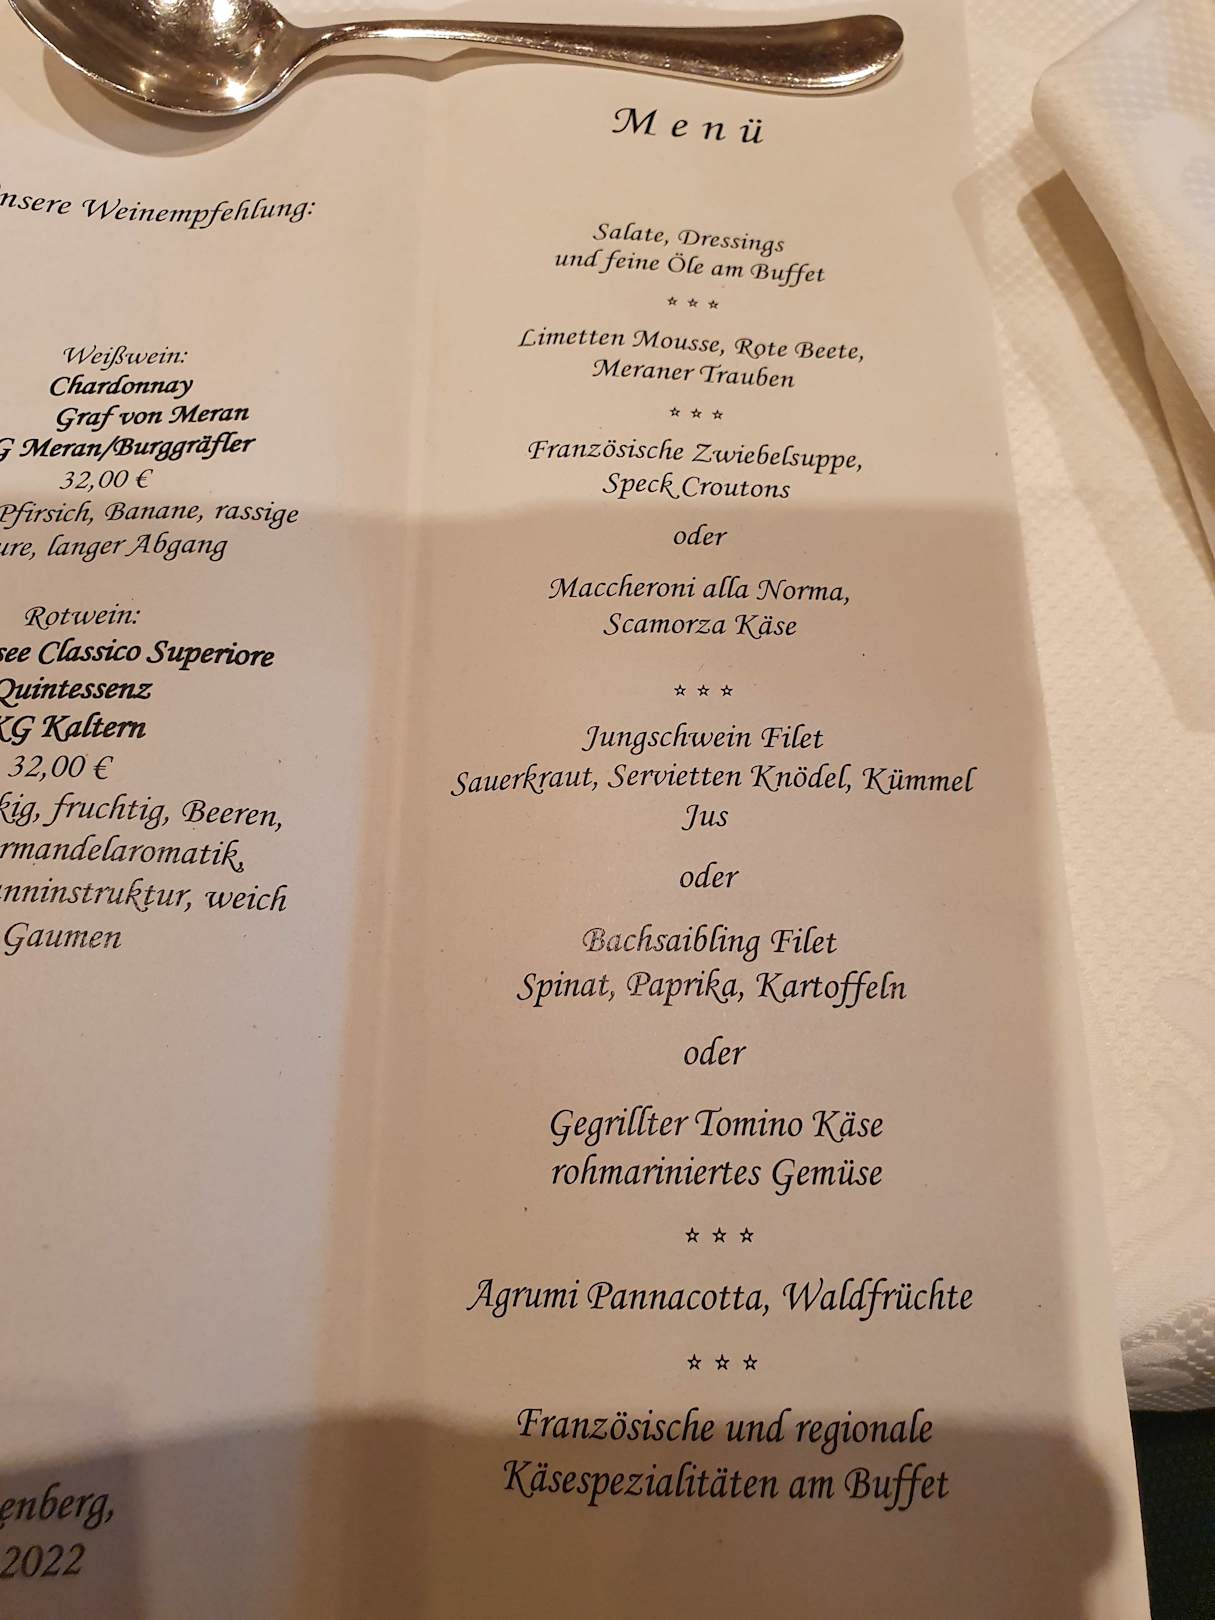 Weinempfehlung:
Weißwein:
Chardonnay
Graf von Meran
G Meran/Burggräfler
32,00 €
Pfirsich, Banane, rassige
langer Abgang
Rotwein:
see Classico Superiore
Quintessenz
KG Kaltern
32,00 €
fruchtig, Beeren,
rmandelaromatik,
anninstruktur, weich
Gaumen
enberg,
2022
Menü
Salate, Dressings
und feine Öle am Buffet
☆ ☆ ☆
Limetten Mousse, Rote Beete,
Meraner Trauben
☆ ☆ ☆
Französische Zwiebelsuppe,
Speck Croutons
oder
Maccheroni alla Norma,
Scamorza Käse
☆ ☆ ☆
Jungschwein Filet
Sauerkraut, Servietten Knödel, Kümmel
Jus
oder
Bachsaibling Filet
Spinat, Paprika, Kartoffeln
oder
Gegrillter Tomino Käse
rohmariniertes Gemüse
☆ ☆ ☆
Agrumi Pannacotta, Waldfrüchte
☆ ☆ ☆
Französische und regionale
Käsespezialitäten am Buffet